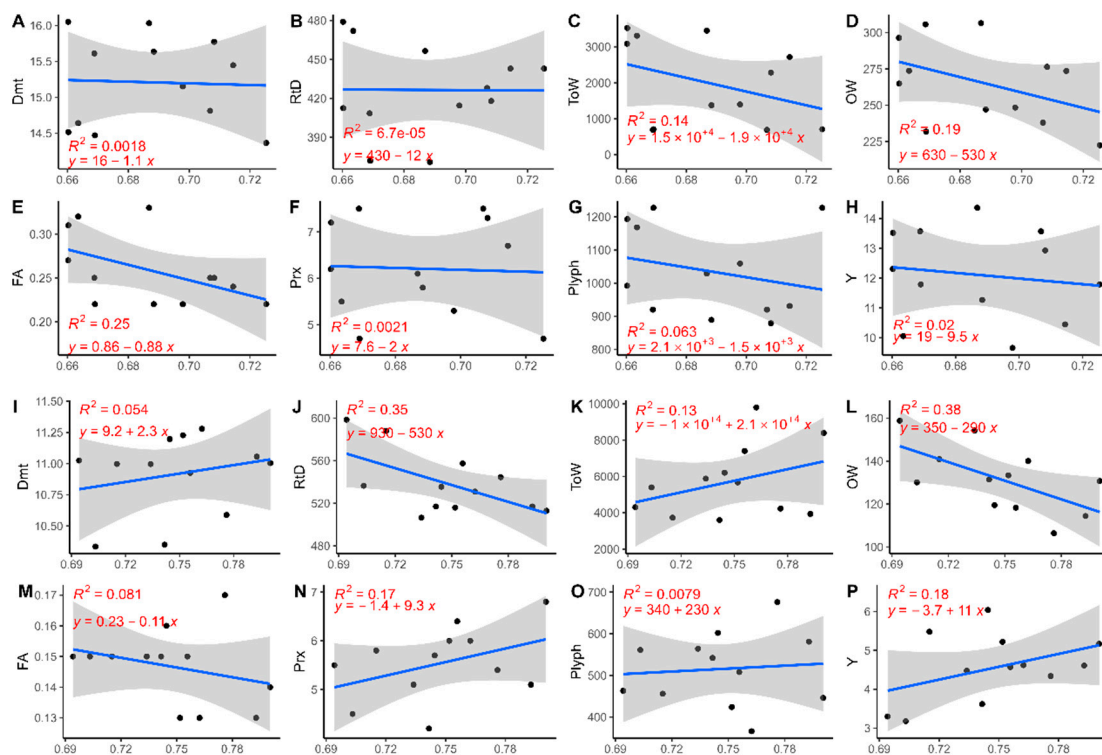 A
Dmt
16.0
15.5
15.0
14.5
R² = 0.0018
y = 16 − 1.1 x
0.66
0.68
0.70
0.72
B
RtD
480
450
420
390
R² = 6.7e-05
y = 430 − 12 x
0.66
0.68
0.70
0.72
C
ToW
3000
2000
1000
0
R² = 0.14
y = 1.5 × 10⁺⁴ − 1.9 × 10⁺⁴ x
0.66
0.68
0.70
0.72
D
OW
300
275
250
225
R² = 0.19
y = 630 − 530 x
0.66
0.68
0.70
0.72
E
FA
0.30
0.25
0.20
R² = 0.25
y = 0.86 − 0.88 x
0.66
0.68
0.70
0.72
F
Prx
7
6
5
R² = 0.0021
y = 7.6 − 2 x
0.66
0.68
0.70
0.72
G
Plyph
1200
1100
1000
900
800
R² = 0.063
y = 2.1 × 10⁺³ − 1.5 × 10⁺³ x
0.66
0.68
0.70
0.72
H
Y
14
13
12
11
10
R² = 0.02
y = 19 − 9.5 x
0.66
0.68
0.70
0.72
I
Dmt
11.50
11.25
11.00
10.75
10.50
R² = 0.054
y = 9.2 + 2.3 x
0.69
0.72
0.75
0.78
J
RtD
600
560
520
480
R² = 0.35
y = 930 − 530 x
0.69
0.72
0.75
0.78
K
ToW
10000
8000
6000
4000
2000
R² = 0.13
y = − 1 × 10⁺⁴ + 2.1 × 10⁺⁴ x
0.69
0.72
0.75
0.78
L
OW
160
140
120
100
R² = 0.38
y = 350 − 290 x
0.69
0.72
0.75
0.78
M
FA
0.17
0.16
0.15
0.14
0.13
R² = 0.081
y = 0.23 − 0.11 x
0.69
0.72
0.75
0.78
N
Prx
7
6
5
R² = 0.17
y = − 1.4 + 9.3 x
0.69
0.72
0.75
0.78
O
Plyph
700
600
500
400
R² = 0.0079
y = 340 + 230 x
0.69
0.72
0.75
0.78
P
Y
6
5
4
3
R² = 0.18
y = − 3.7 + 11 x
0.69
0.72
0.75
0.78